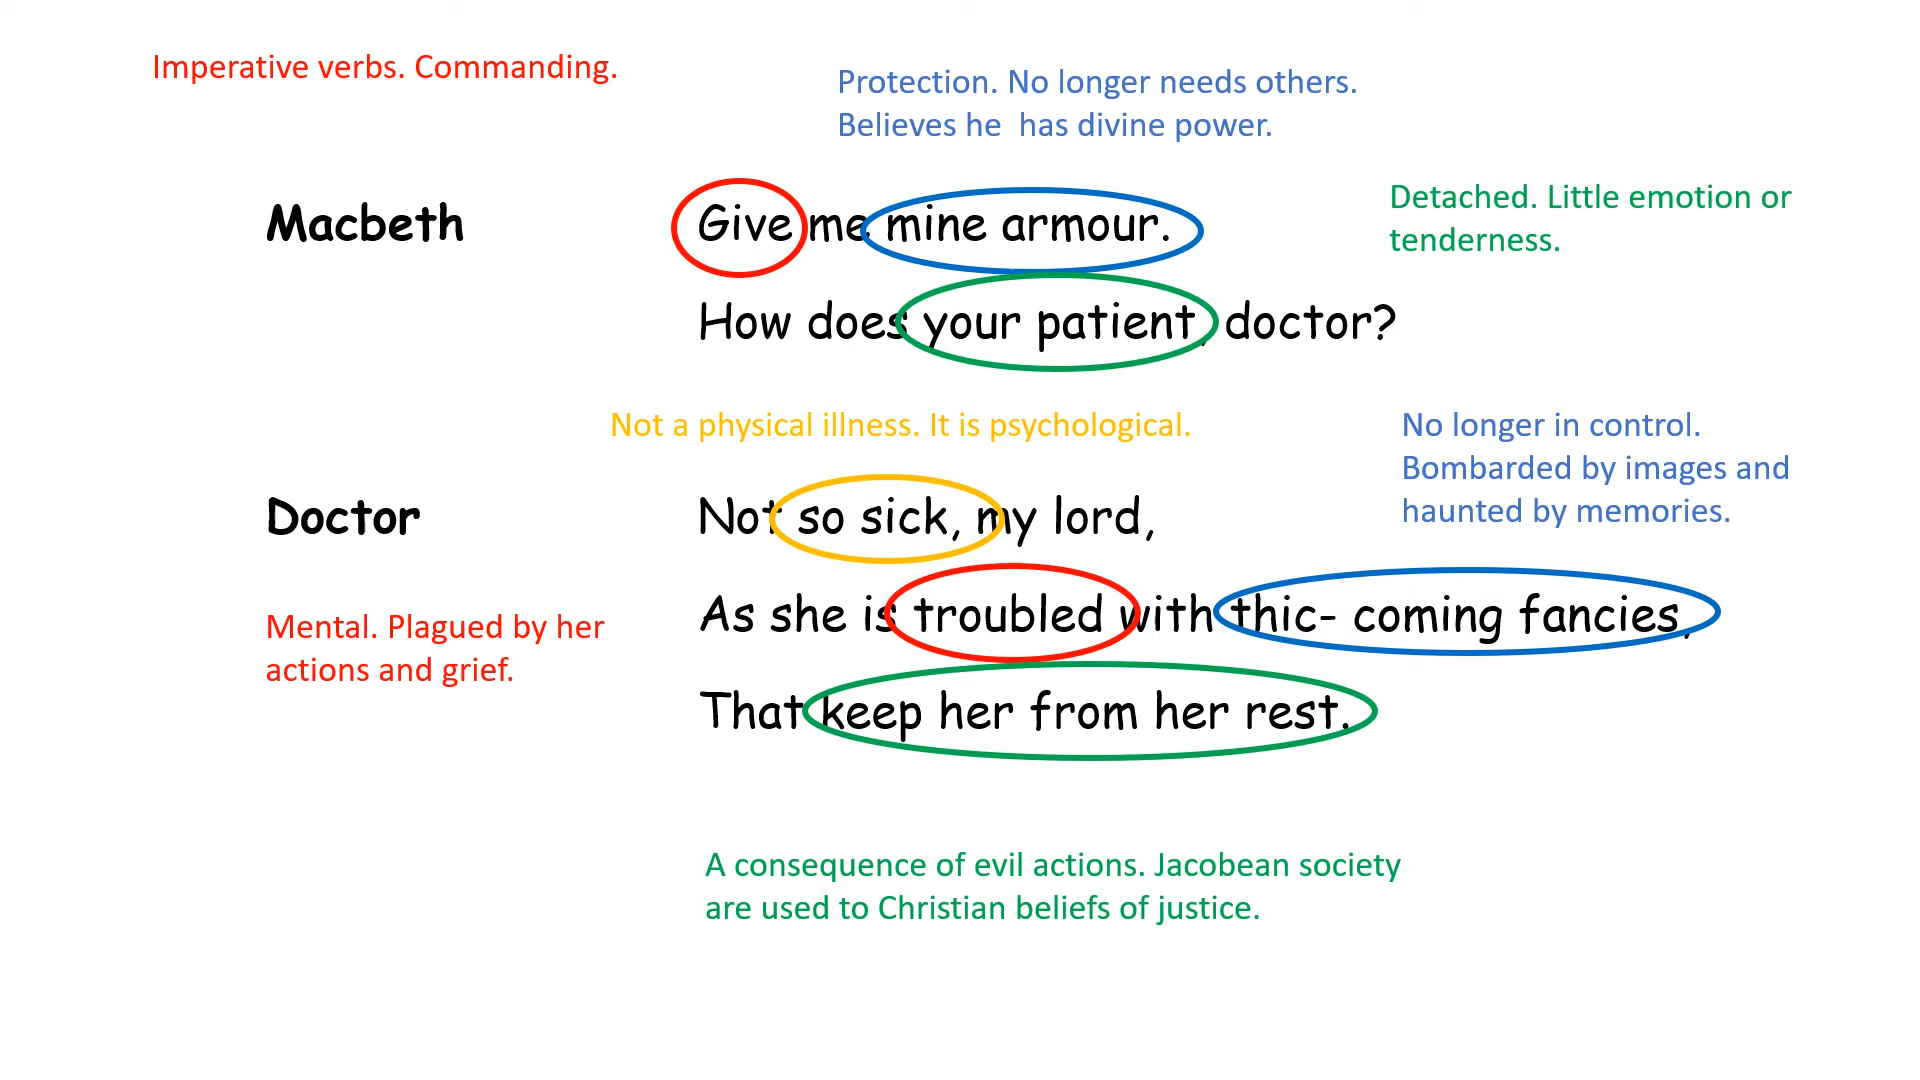 Imperative verbs. Commanding.
Protection. No longer needs others.
Believes he has divine power.
Detached. Little emotion or
tenderness.
Macbeth Give me mine armour.
How does your patient, doctor?
Not a physical illness. It is psychological.
No longer in control.
Bombarded by images and
haunted by memories.
Doctor Not so sick, my lord,
As she is troubled with thic- coming fancies,
Mental. Plagued by her
actions and grief.
That keep her from her rest.
A consequence of evil actions. Jacobean society
are used to Christian beliefs of justice.